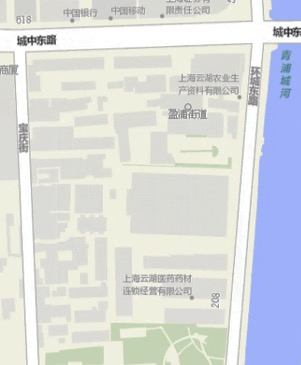 618
中国银行
中国移动
限责任公司
城中东路
城中东
商厦
上海云湖农业生
产资料有限公司
盈浦街道
环城东路
青浦城河
宝庆街
上海云湖医药药材
连锁经营有限公司
208